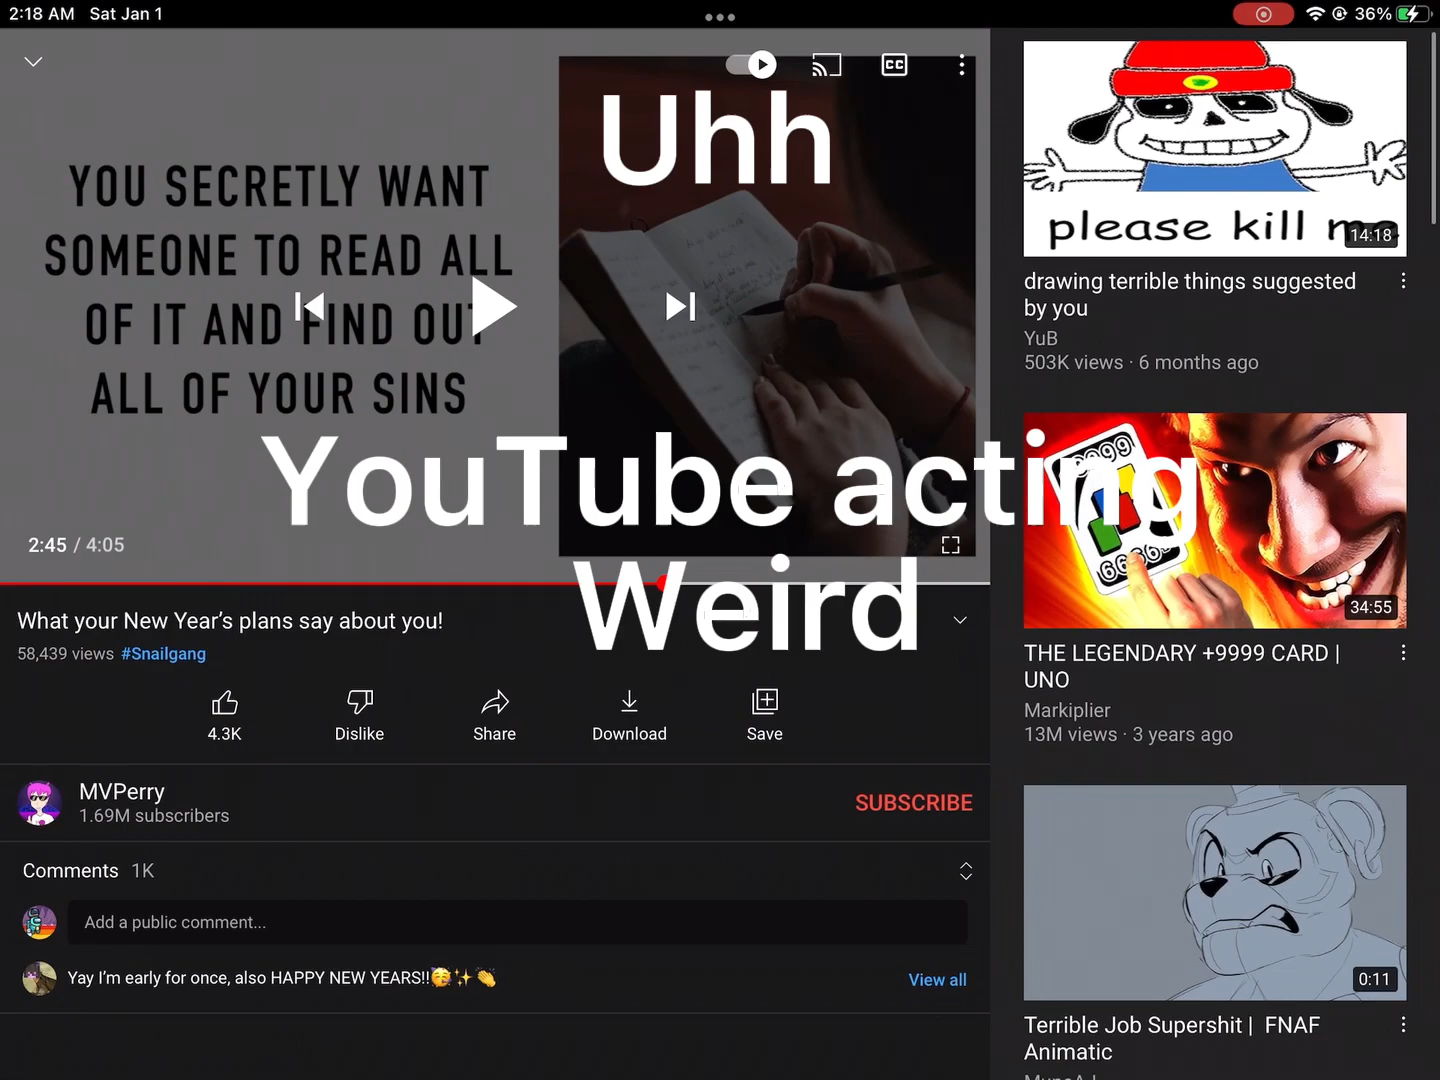 2:18 AM Sat Jan 1
36%
CC
Uhh
YOU SECRETLY WANT
SOMEONE TO READ ALL
OF IT AND FIND OUT
ALL OF YOUR SINS
YouTube acting
Weird
2:45 / 4:05
What your New Year’s plans say about you!
58,439 views #Snailgang
4.3K
Dislike
Share
Download
Save
MVPerry
1.69M subscribers
SUBSCRIBE
Comments 1K
Add a public comment...
Yay I’m early for once, also HAPPY NEW YEARS!!🥳✨👏
View all
please kill me
14:18
drawing terrible things suggested
by you
YuB
503K views · 6 months ago
34:55
THE LEGENDARY +9999 CARD |
UNO
Markiplier
13M views · 3 years ago
0:11
Terrible Job Supershit | FNAF
Animatic